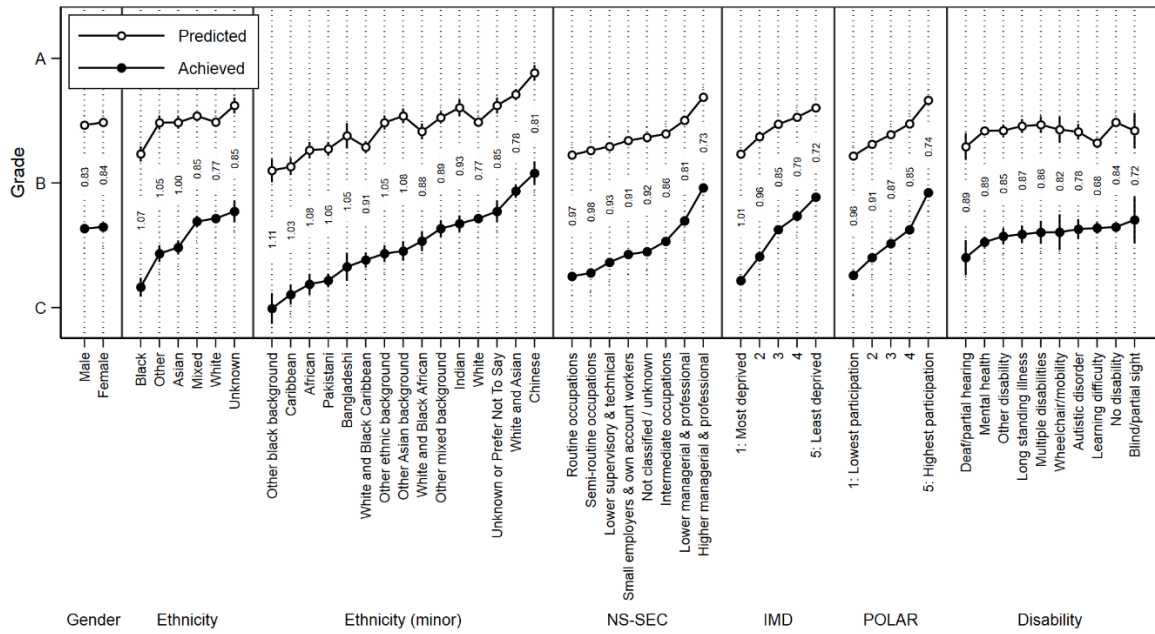 Predicted
Achieved
Grade
A
B
C
0.83
0.84
1.07
1.05
1.00
0.85
0.77
0.85
1.11
1.03
1.08
1.06
1.05
0.91
1.05
1.08
0.88
0.89
0.93
0.77
0.85
0.78
0.81
0.97
0.98
0.93
0.91
0.92
0.86
0.81
0.73
1.01
0.96
0.85
0.79
0.72
0.96
0.91
0.87
0.85
0.74
0.89
0.89
0.85
0.87
0.86
0.82
0.78
0.68
0.84
0.72
Male
Female
Black
Other
Asian
Mixed
White
Unknown
Other black background
Caribbean
African
Pakistani
Bangladeshi
White and Black Caribbean
Other ethnic background
Other Asian background
White and Black African
Other mixed background
Indian
White
Unknown or Prefer Not To Say
White and Asian
Chinese
Routine occupations
Semi-routine occupations
Lower supervisory & technical
Small employers & own account workers
Not classified / unknown
Intermediate occupations
Lower managerial & professional
Higher managerial & professional
1: Most deprived
2
3
4
5: Least deprived
1: Lowest participation
2
3
4
5: Highest participation
Deaf/partial hearing
Mental health
Other disability
Long standing illness
Multiple disabilities
Wheelchair/mobility
Autistic disorder
Learning difficulty
No disability
Blind/partial sight
Gender
Ethnicity
Ethnicity (minor)
NS-SEC
IMD
POLAR
Disability